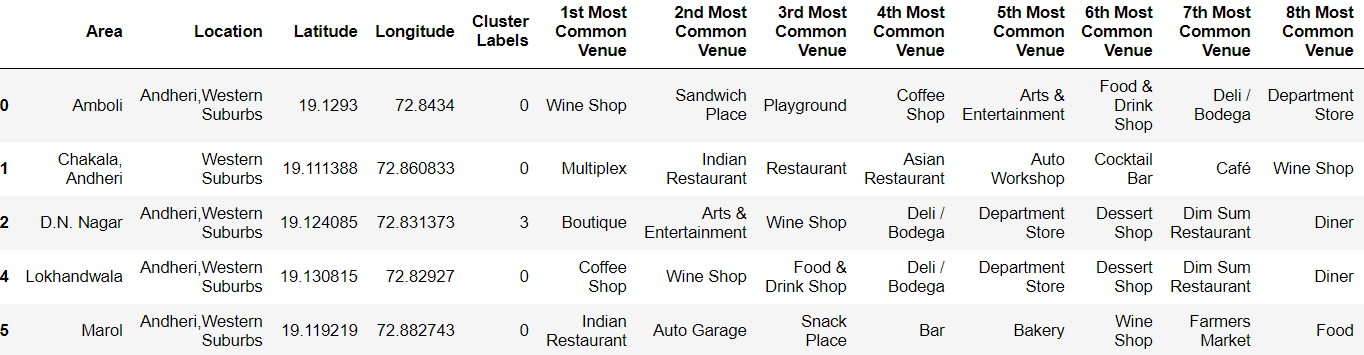 Area Location Latitude Longitude Cluster Labels 1st Most Common Venue 2nd Most Common Venue 3rd Most Common Venue 4th Most Common Venue 5th Most Common Venue 6th Most Common Venue 7th Most Common Venue 8th Most Common Venue
0 Amboli Andheri,Western Suburbs 19.1293 72.8434 0 Wine Shop Sandwich Place Playground Coffee Shop Arts & Entertainment Food & Drink Shop Deli / Bodega Department Store
1 Chakala, Andheri Western Suburbs 19.111388 72.860833 0 Multiplex Indian Restaurant Restaurant Asian Restaurant Auto Workshop Cocktail Bar Café Wine Shop
2 D.N. Nagar Andheri,Western Suburbs 19.124085 72.831373 3 Boutique Arts & Entertainment Wine Shop Deli / Bodega Department Store Dessert Shop Dim Sum Restaurant Diner
4 Lokhandwala Andheri,Western Suburbs 19.130815 72.82927 0 Coffee Shop Wine Shop Food & Drink Shop Deli / Bodega Department Store Dessert Shop Dim Sum Restaurant Diner
5 Marol Andheri,Western Suburbs 19.119219 72.882743 0 Indian Restaurant Auto Garage Snack Place Bar Bakery Wine Shop Farmers Market Food